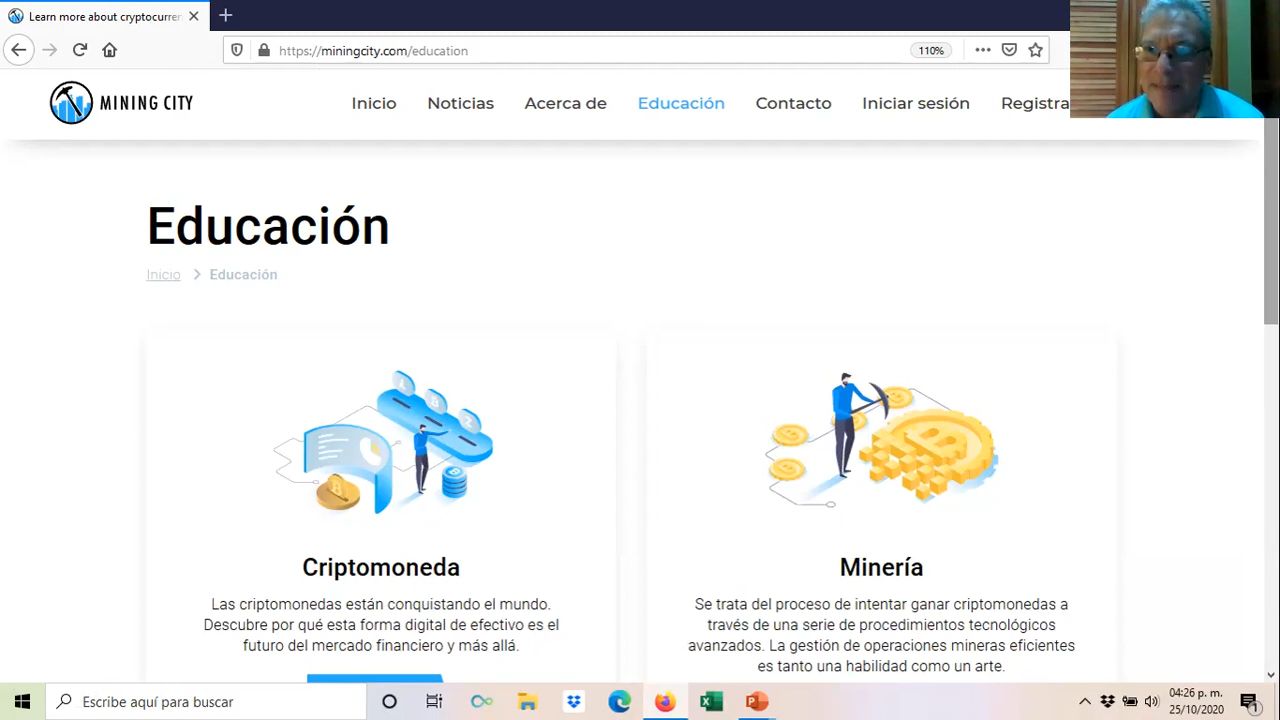 Learn more about cryptocurre
https://miningcity.com/education
110%
MINING CITY
Inicio
Noticias
Acerca de
Educación
Contacto
Iniciar sesión
Registra
Educación
Inicio > Educación
Criptomoneda
Las criptomonedas están conquistando el mundo.
Descubre por qué esta forma digital de efectivo es el
futuro del mercado financiero y más allá.
Minería
Se trata del proceso de intentar ganar criptomonedas a
través de una serie de procedimientos tecnológicos
avanzados. La gestión de operaciones mineras eficientes
es tanto una habilidad como un arte.
Escribe aquí para buscar
04:26 p. m.
25/10/2020
1